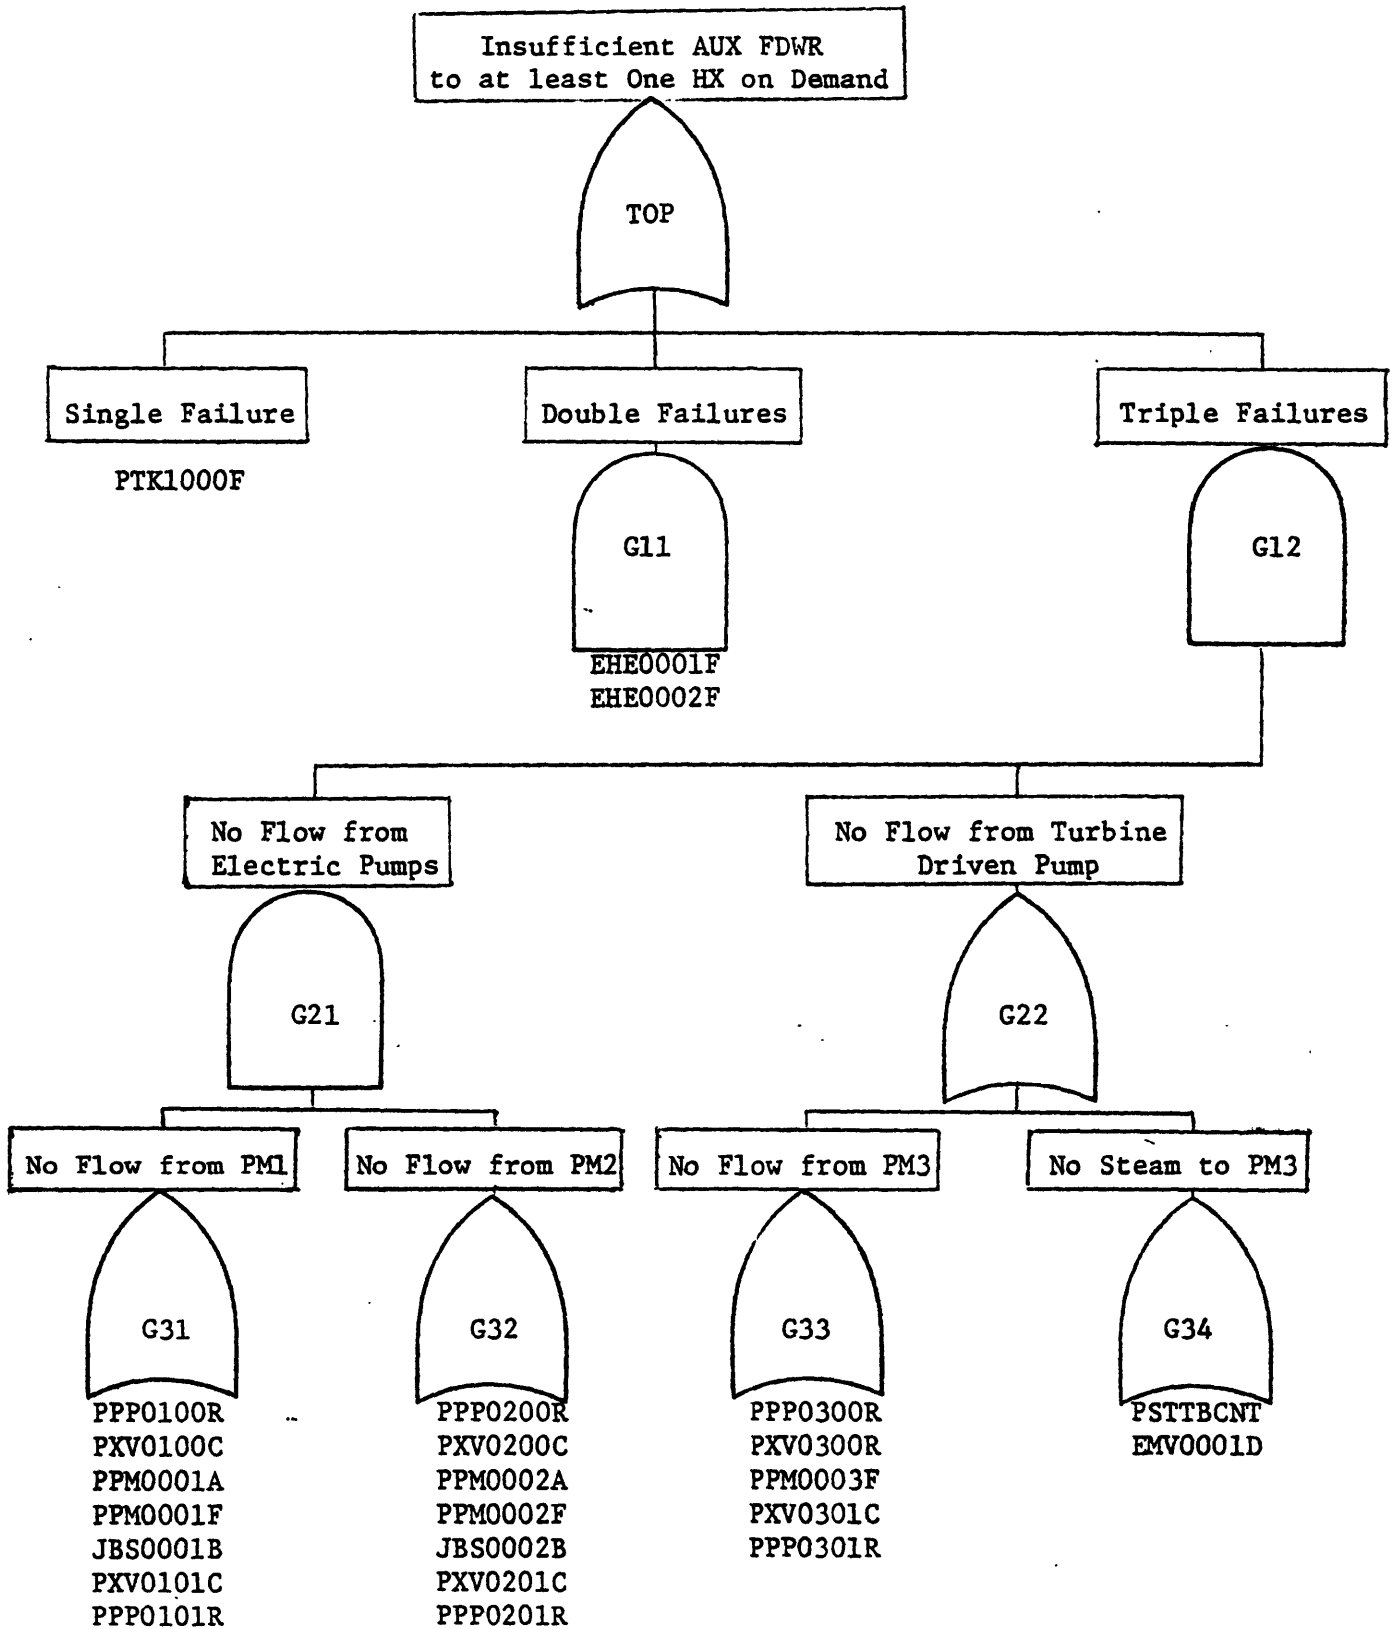 Insufficient AUX FDWR
to at least One HX on Demand
TOP
Single Failure
PTK1000F
Double Failures
G11
EHE0001F
EHE0002F
Triple Failures
G12
No Flow from
Electric Pumps
G21
No Flow from Turbine
Driven Pump
G22
No Flow from PM1
G31
PPP0100R
PXV0100C
PPM0001A
PPM0001F
JBS0001B
PXV0101C
PPP0101R
No Flow from PM2
G32
PPP0200R
PXV0200C
PPM0002A
PPM0002F
JBS0002B
PXV0201C
PPP0201R
No Flow from PM3
G33
PPP0300R
PXV0300R
PPM0003F
PXV0301C
PPP0301R
No Steam to PM3
G34
PSTTBCNT
EMV0001D